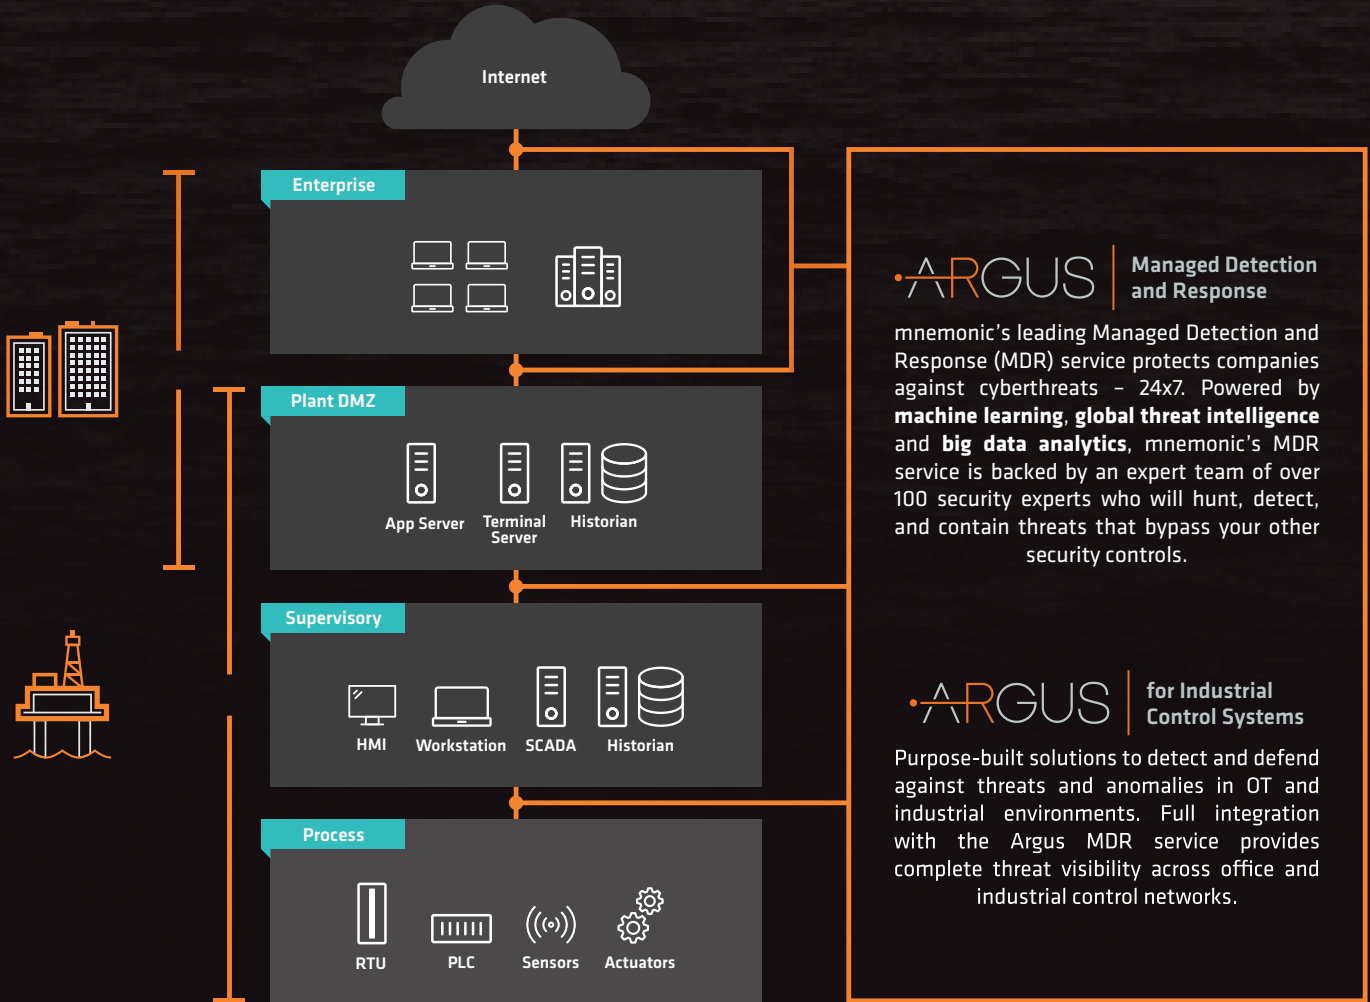 Internet
Enterprise
Plant DMZ
App Server
Terminal
Server
Historian
Supervisory
HMI
Workstation
SCADA
Historian
Process
RTU
PLC
Sensors
Actuators
ARGUS
Managed Detection
and Response
mnemonic's leading Managed Detection and
Response (MDR) service protects companies
against cyberthreats – 24x7. Powered by
machine learning, global threat intelligence
and big data analytics, mnemonic's MDR
service is backed by an expert team of over
100 security experts who will hunt, detect,
and contain threats that bypass your other
security controls.
ARGUS
for Industrial
Control Systems
Purpose-built solutions to detect and defend
against threats and anomalies in OT and
industrial environments. Full integration
with the Argus MDR service provides
complete threat visibility across office and
industrial control networks.